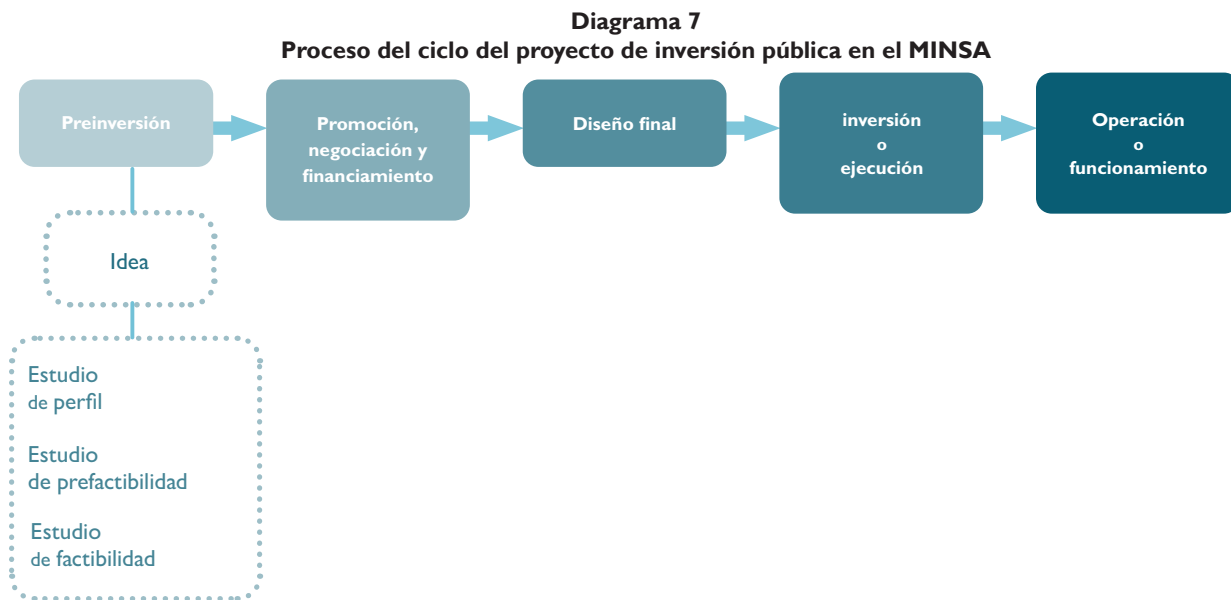 Diagrama 7
Proceso del ciclo del proyecto de inversión pública en el MINSA
Preinversión
Promoción,
negociación y
financiamiento
Diseño final
inversión
o
ejecución
Operación
o
funcionamiento
Idea
Estudio
de perfil
Estudio
de prefactibilidad
Estudio
de factibilidad